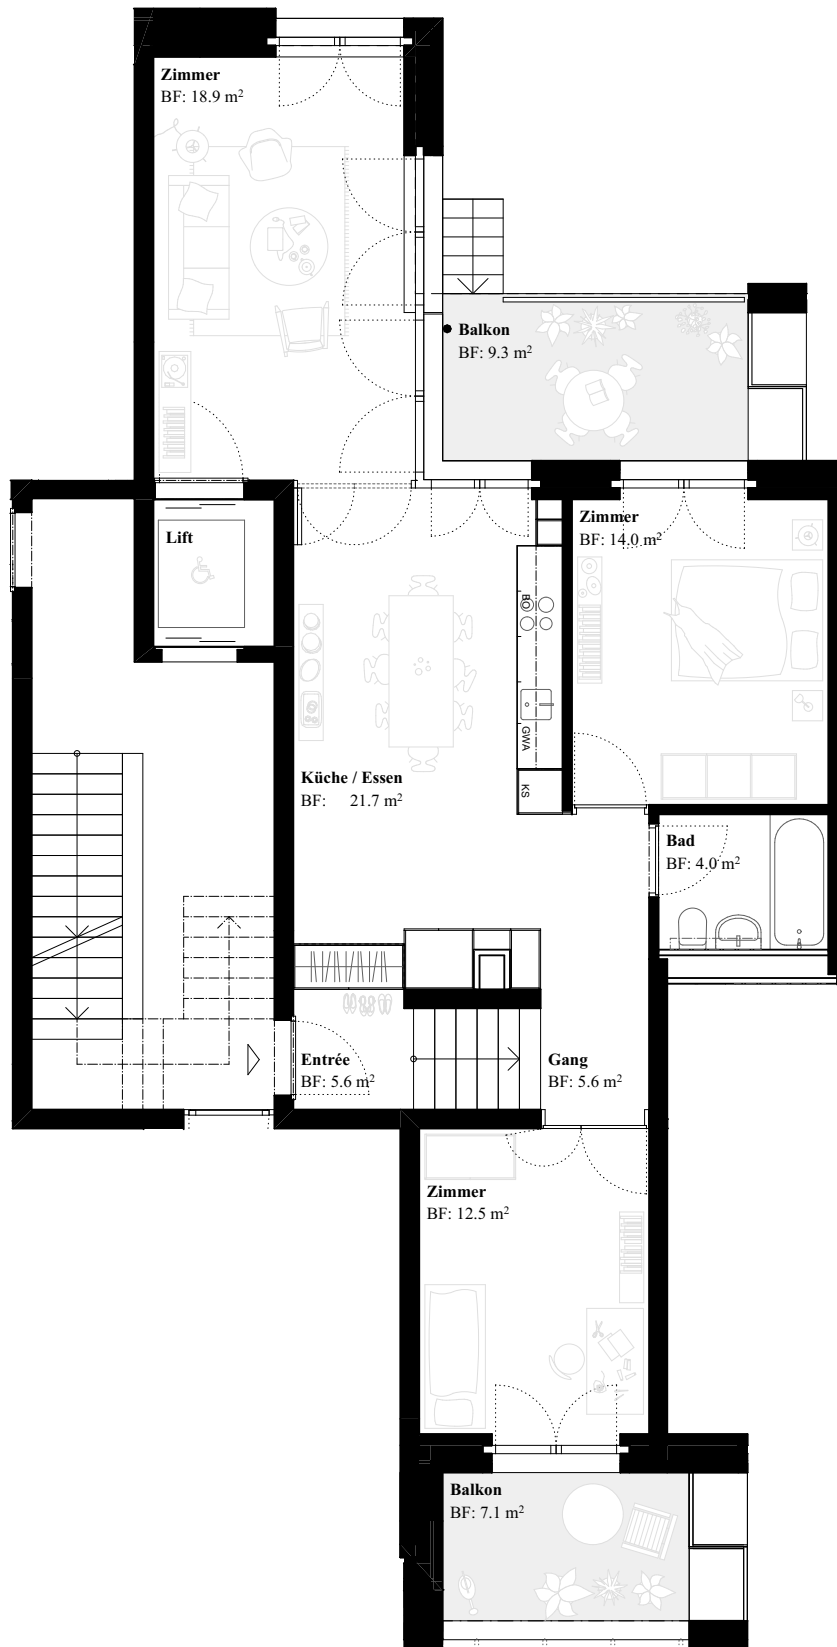 Zimmer
BF: 18.9 m²
Balkon
BF: 9.3 m²
Lift
Zimmer
BF: 14.0 m²
BO
GWA
KS
Küche / Essen
BF: 21.7 m²
Bad
BF: 4.0 m²
Entrée
BF: 5.6 m²
Gang
BF: 5.6 m²
Zimmer
BF: 12.5 m²
Balkon
BF: 7.1 m²